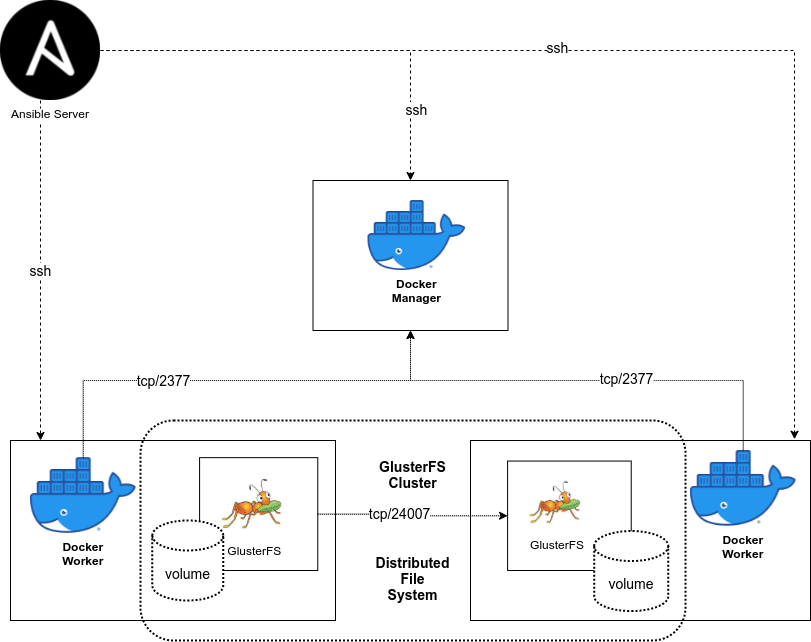 ssh
ssh
Ansible Server
ssh
Docker
Manager
tcp/2377
tcp/2377
GlusterFS
Cluster
tcp/24007
Docker
Worker
GlusterFS
volume
Distributed
File
System
GlusterFS
volume
Docker
Worker